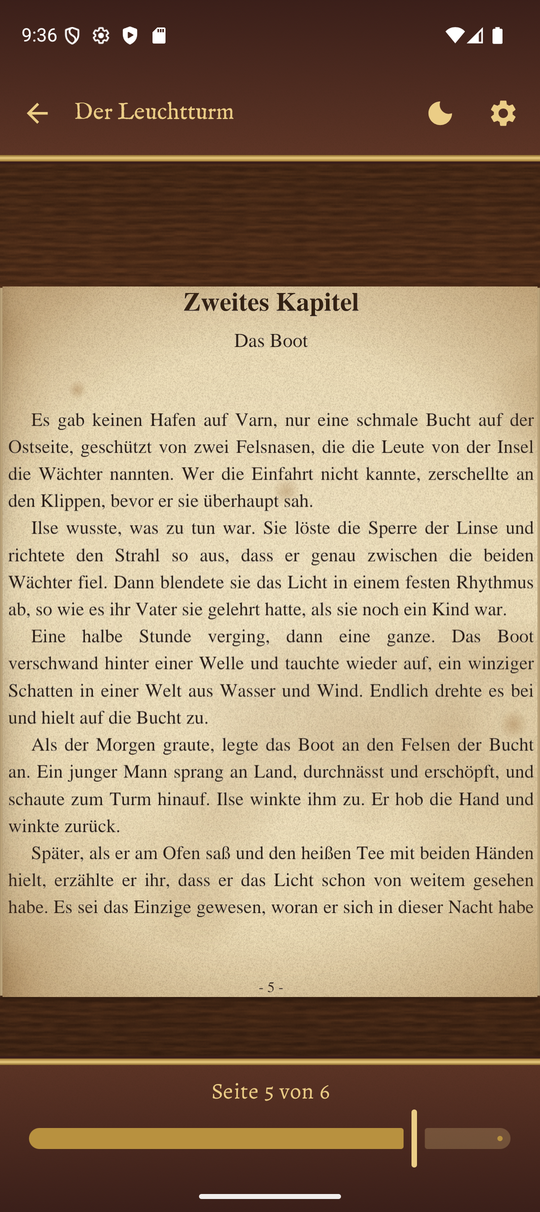 9:36
Der Leuchtturm
Zweites Kapitel
Das Boot
Es gab keinen Hafen auf Varn, nur eine schmale Bucht auf der
Ostseite, geschützt von zwei Felsnasen, die die Leute von der Insel
die Wächter nannten. Wer die Einfahrt nicht kannte, zerschellte an
den Klippen, bevor er sie überhaupt sah.
Ilse wusste, was zu tun war. Sie löste die Sperre der Linse und
richtete den Strahl so aus, dass er genau zwischen die beiden
Wächter fiel. Dann blendete sie das Licht in einem festen Rhythmus
ab, so wie es ihr Vater sie gelehrt hatte, als sie noch ein Kind war.
Eine halbe Stunde verging, dann eine ganze. Das Boot
verschwand hinter einer Welle und tauchte wieder auf, ein winziger
Schatten in einer Welt aus Wasser und Wind. Endlich drehte es bei
und hielt auf die Bucht zu.
Als der Morgen graute, legte das Boot an den Felsen der Bucht
an. Ein junger Mann sprang an Land, durchnässt und erschöpft, und
schaute zum Turm hinauf. Ilse winkte ihm zu. Er hob die Hand und
winkte zurück.
Später, als er am Ofen saß und den heißen Tee mit beiden Händen
hielt, erzählte er ihr, dass er das Licht schon von weitem gesehen
habe. Es sei das Einzige gewesen, woran er sich in dieser Nacht habe
- 5 -
Seite 5 von 6